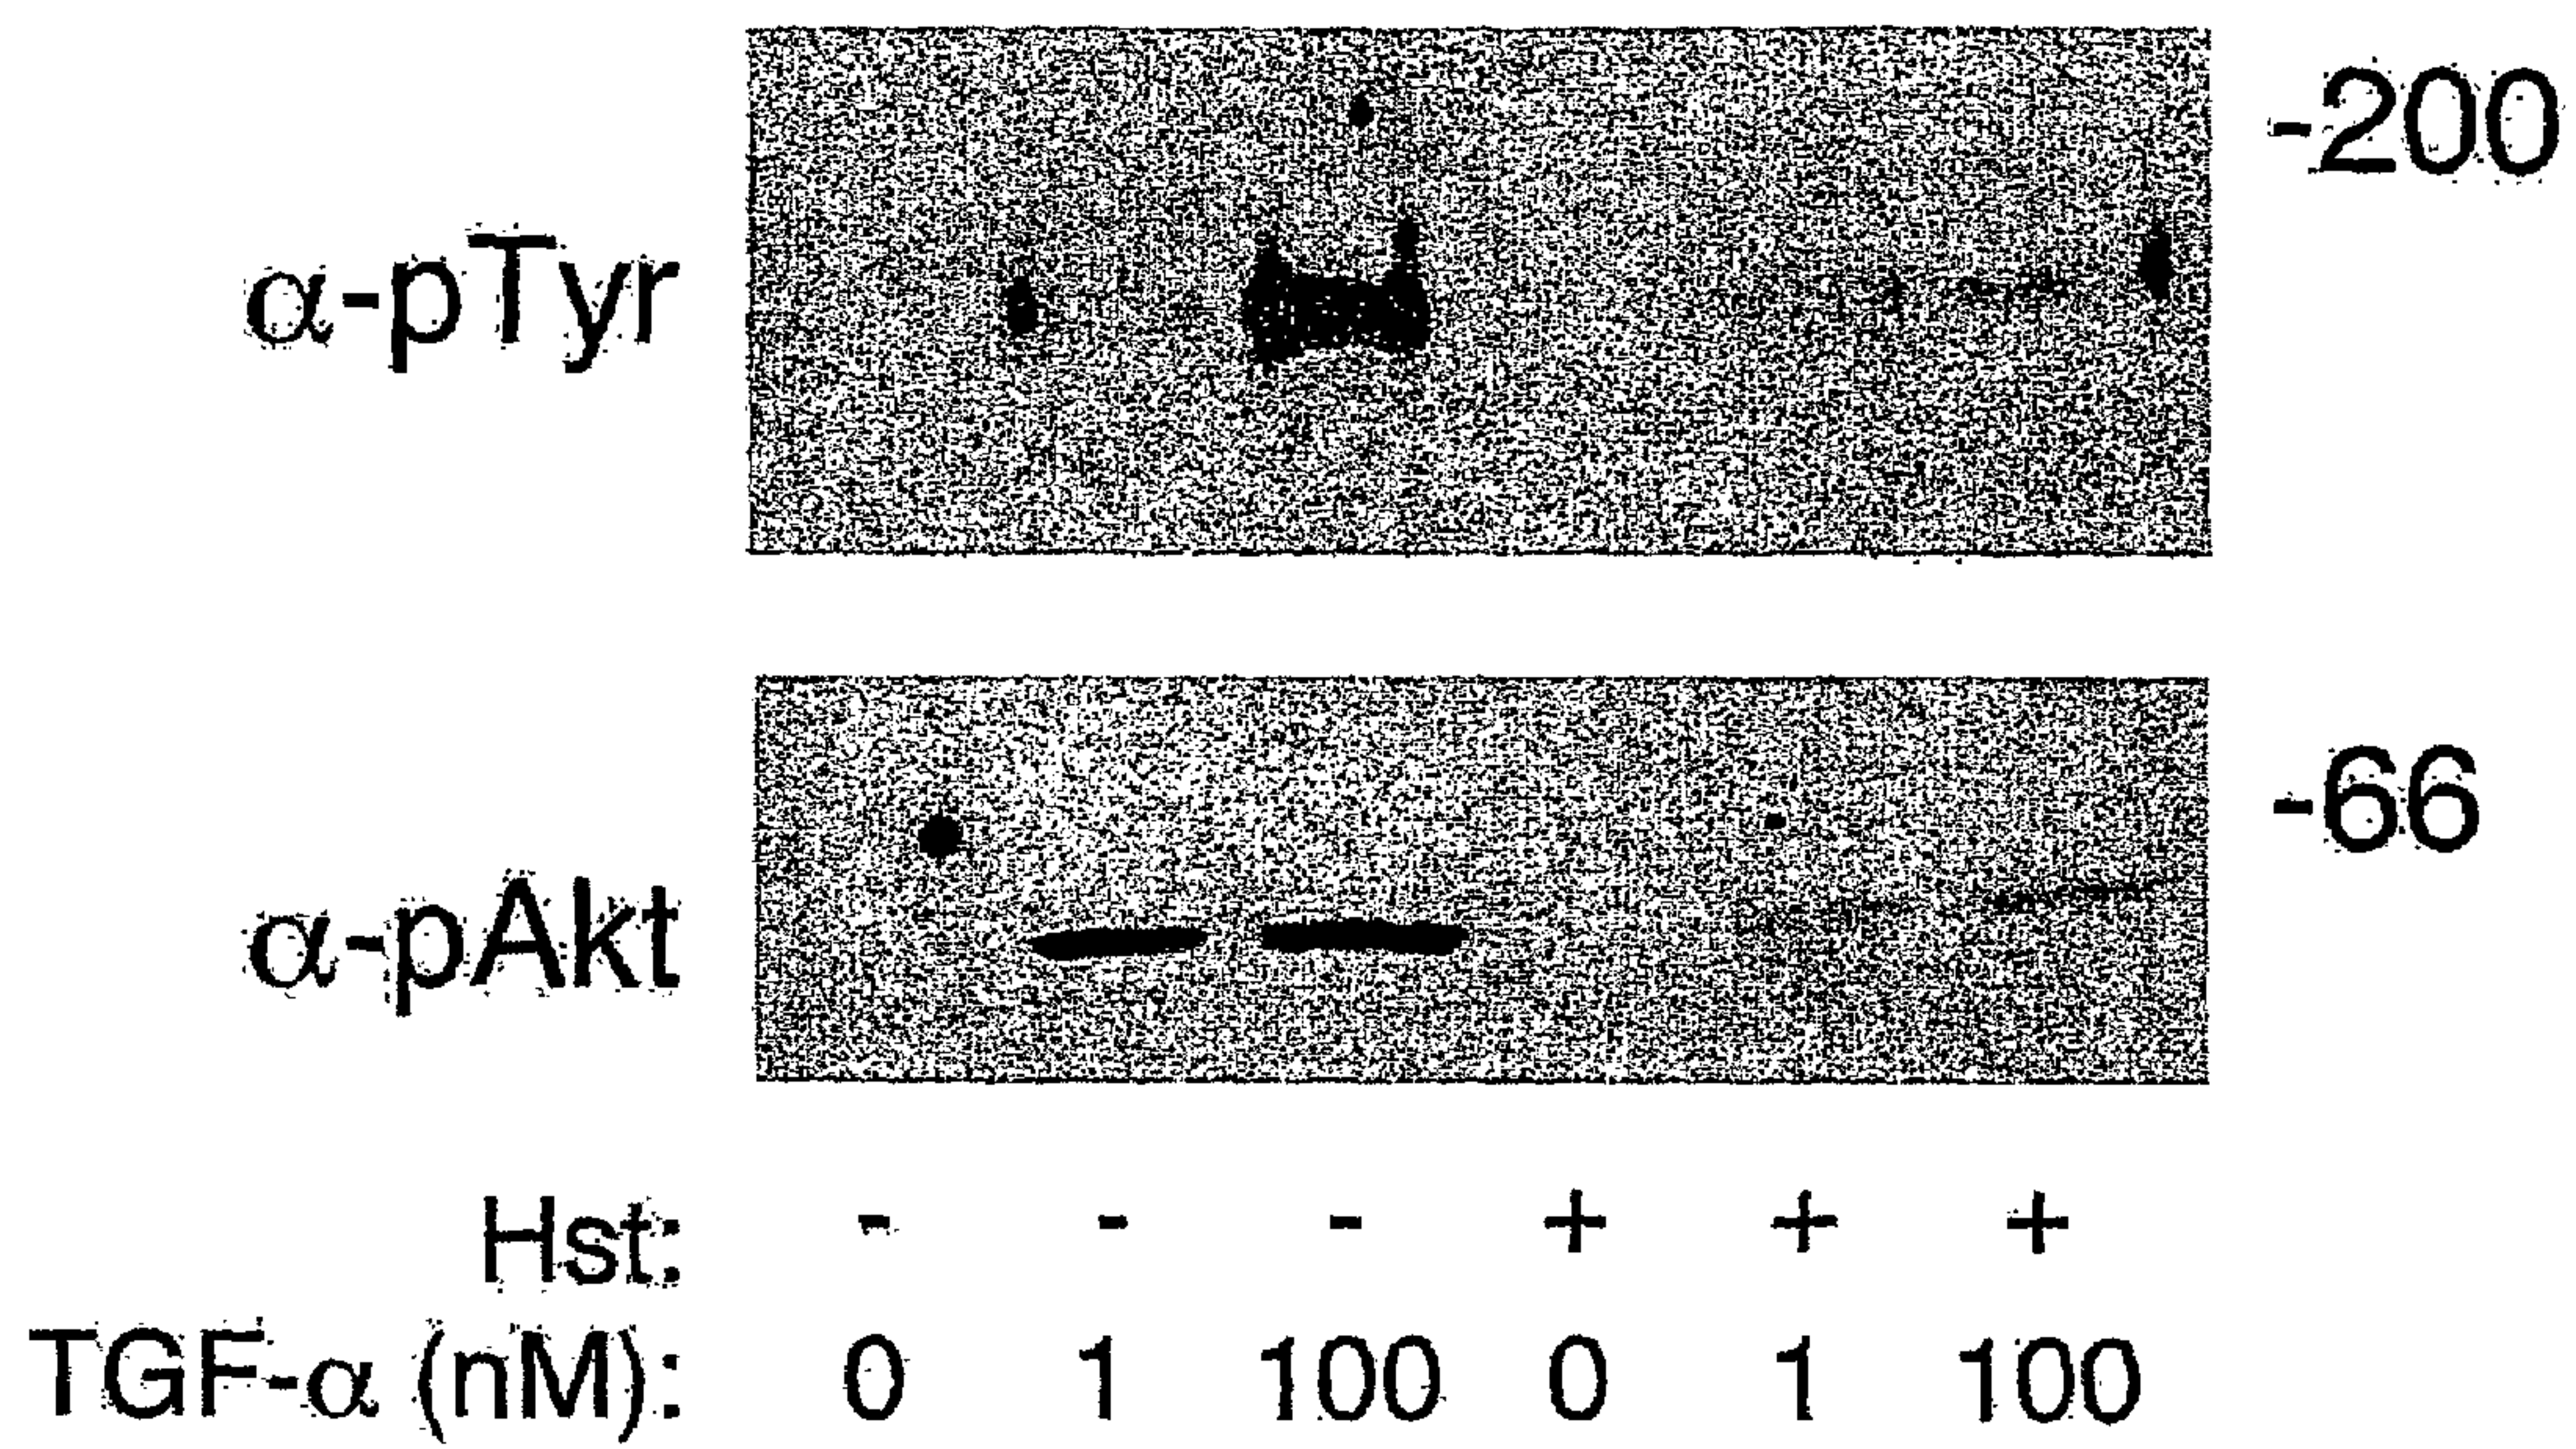 -200
α-pTyr
-66
α-pAkt
Hst: - - - + + +
TGF-α (nM): 0 1 100 0 1 100